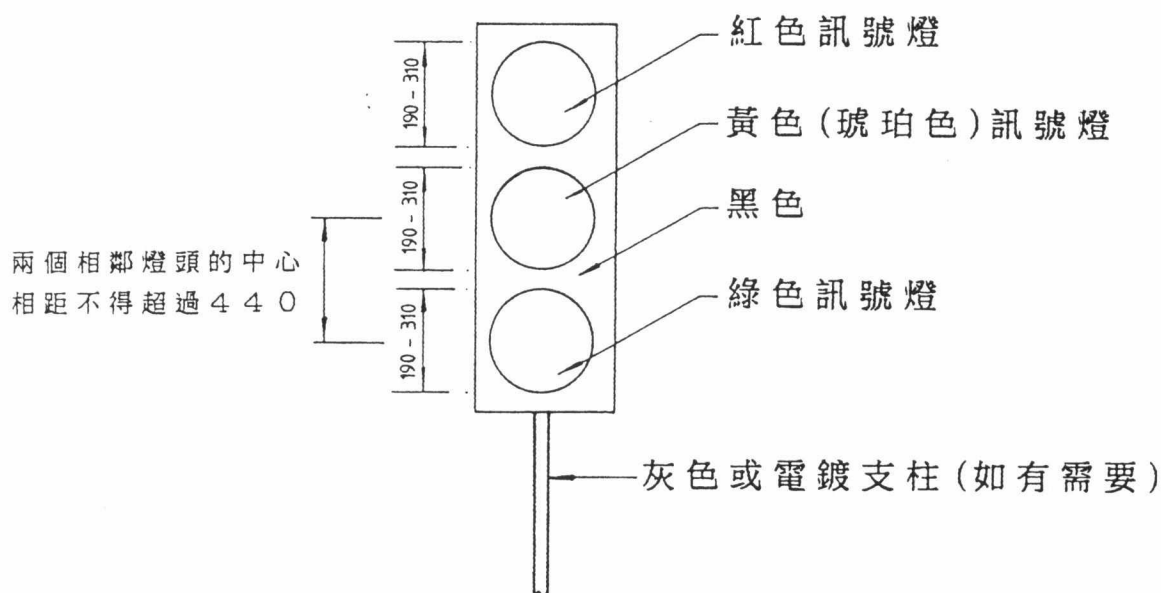 紅色訊號燈
190 - 310
黃色(琥珀色)訊號燈
190 - 310
黑色
兩個相鄰燈頭的中心
相距不得超過440
綠色訊號燈
190 - 310
灰色或電鍍支柱(如有需要)